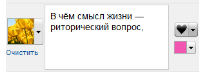 В чём смысл жизни —
риторический вопрос,
Очистить